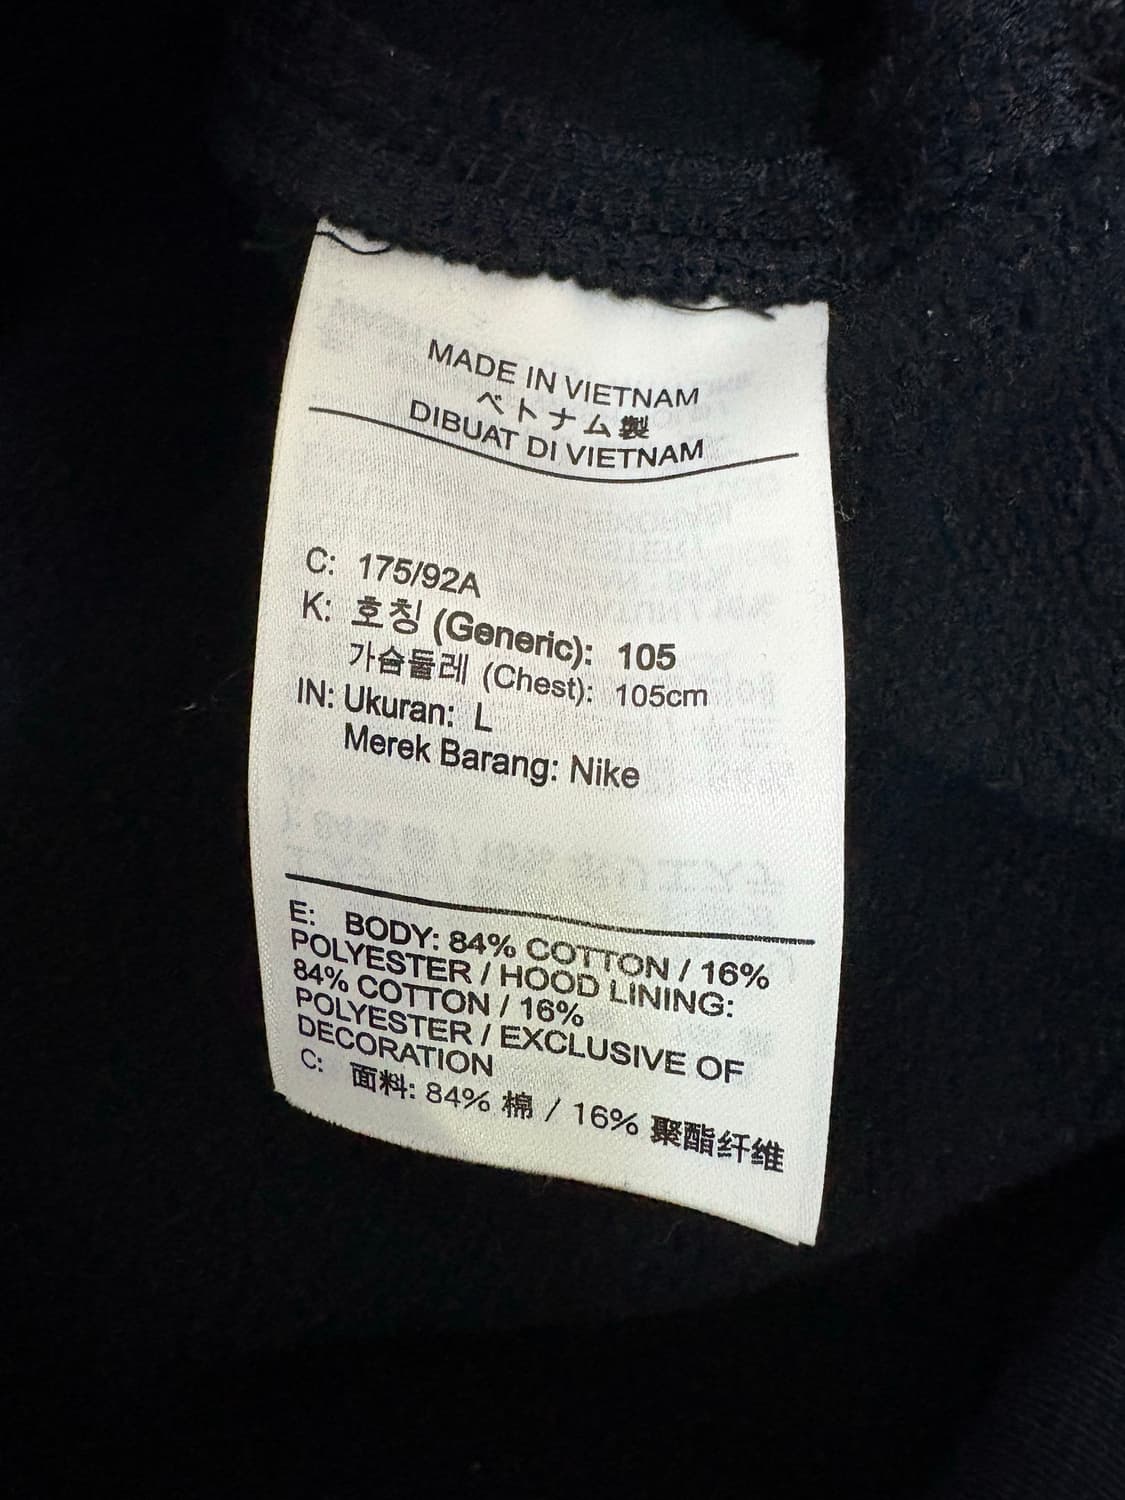 MADE IN VIETNAM
ベトナム製
DIBUAT DI VIETNAM
C: 175/92A
K: 호칭 (Generic): 105
가슴둘레 (Chest): 105cm
IN: Ukuran: L
Merek Barang: Nike
E: BODY: 84% COTTON / 16%
POLYESTER / HOOD LINING:
84% COTTON / 16%
POLYESTER / EXCLUSIVE OF
DECORATION
C: 面料: 84% 棉 / 16% 聚酯纤维